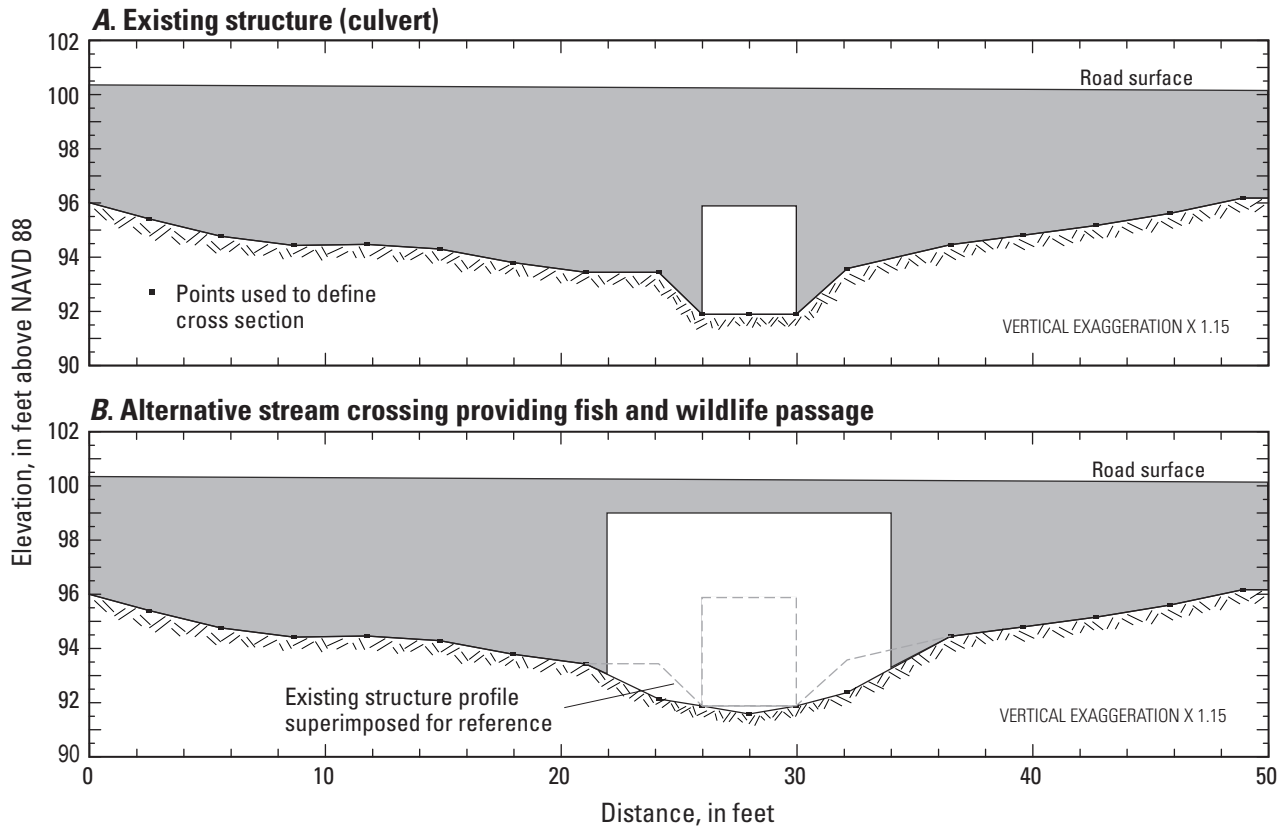 A. Existing structure (culvert)
102
100
98
96
94
92
90
Road surface
Points used to define
cross section
VERTICAL EXAGGERATION X 1.15
Elevation, in feet above NAVD 88
B. Alternative stream crossing providing fish and wildlife passage
102
100
98
96
94
92
90
Road surface
Existing structure profile
superimposed for reference
VERTICAL EXAGGERATION X 1.15
0 10 20 30 40 50
Distance, in feet